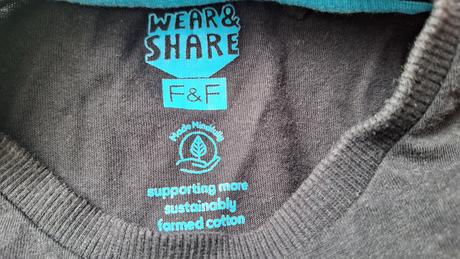 WEAR &
SHARE
F&F
Made Mindfully
supporting more
sustainably
farmed cotton